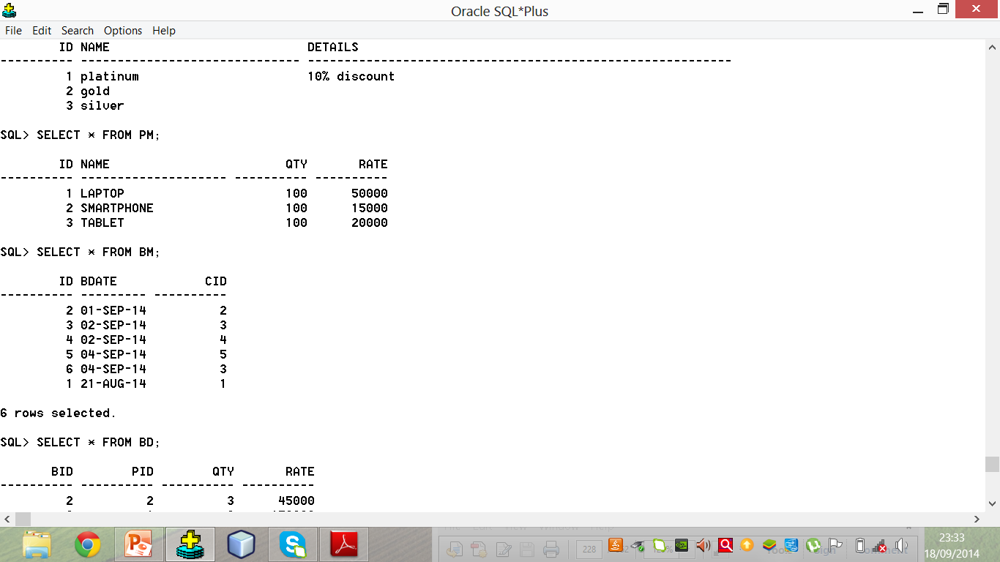 Oracle SQL*Plus
File Edit Search Options Help
ID NAME DETAILS
---------- ------------------------------ ----------------------------------------------------------
1 platinum 10% discount
2 gold
3 silver
SQL> SELECT * FROM PM;
ID NAME QTY RATE
---------- -------------------- ---------- ----------
1 LAPTOP 100 50000
2 SMARTPHONE 100 15000
3 TABLET 100 20000
SQL> SELECT * FROM BM;
ID BDATE CID
---------- --------- ----------
2 01-SEP-14 2
3 02-SEP-14 3
4 02-SEP-14 4
5 04-SEP-14 5
6 04-SEP-14 3
1 21-AUG-14 1
6 rows selected.
SQL> SELECT * FROM BD;
BID PID QTY RATE
---------- ---------- ---------- ----------
2 2 3 45000
228
23:33
18/09/2014